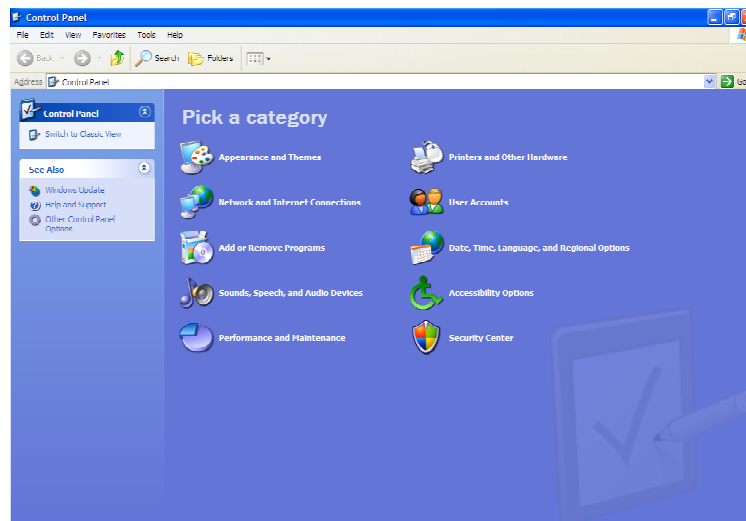 Control Panel
File Edit View Favorites Tools Help
Back Search Folders
Address Control Panel Go
Control Panel
Switch to Classic View
See Also
Windows Update
Help and Support
Other Control Panel
Options
Pick a category
Appearance and Themes
Printers and Other Hardware
Network and Internet Connections
User Accounts
Add or Remove Programs
Date, Time, Language, and Regional Options
Sounds, Speech, and Audio Devices
Accessibility Options
Performance and Maintenance
Security Center